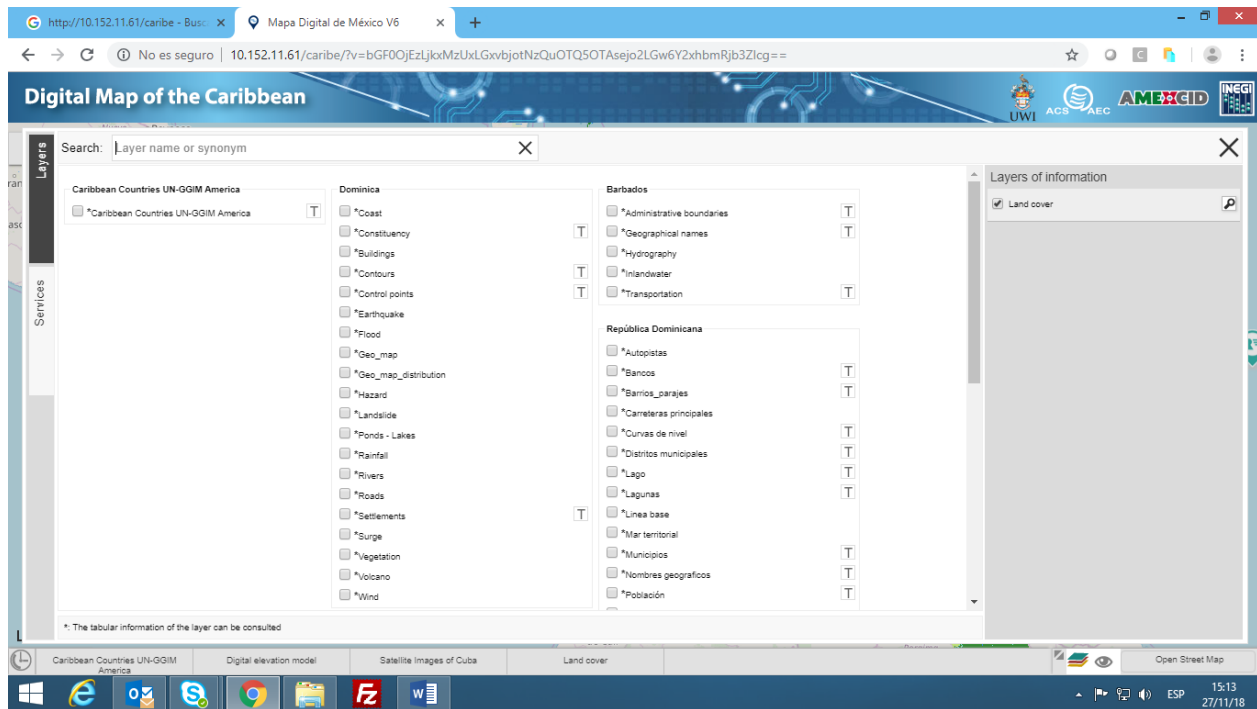 http://10.152.11.61/caribe - Busc
Mapa Digital de México V6
No es seguro
10.152.11.61/caribe/?v=bGF0OjEzLjkxMzUxLGxvbjotNzQuOTQ5OTAsejo2LGw6Y2xhbmRjb3ZIcg==
Digital Map of the Caribbean
UWI
ACS AEC
AMEXCID
INEGI
Layers
Services
Search: Layer name or synonym
Caribbean Countries UN-GGIM America
*Caribbean Countries UN-GGIM America T
Dominica
*Coast
*Constituency T
*Buildings
*Contours T
*Control points T
*Earthquake
*Flood
*Geo_map
*Geo_map_distribution
*Hazard
*Landslide
*Ponds - Lakes
*Rainfall
*Rivers
*Roads
*Settlements T
*Surge
*Vegetation
*Volcano
*Wind
Barbados
*Administrative boundaries T
*Geographical names T
*Hydrography
*Inlandwater
*Transportation T
República Dominicana
*Autopistas
*Bancos T
*Barrios_parajes T
*Carreteras principales
*Curvas de nivel T
*Distritos municipales T
*Lago T
*Lagunas T
*Linea base
*Mar territorial
*Municipios T
*Nombres geograficos T
*Población T
Layers of information
Land cover
*: The tabular information of the layer can be consulted
Caribbean Countries UN-GGIM
America
Digital elevation model
Satellite Images of Cuba
Land cover
Open Street Map
ESP
15:13
27/11/18